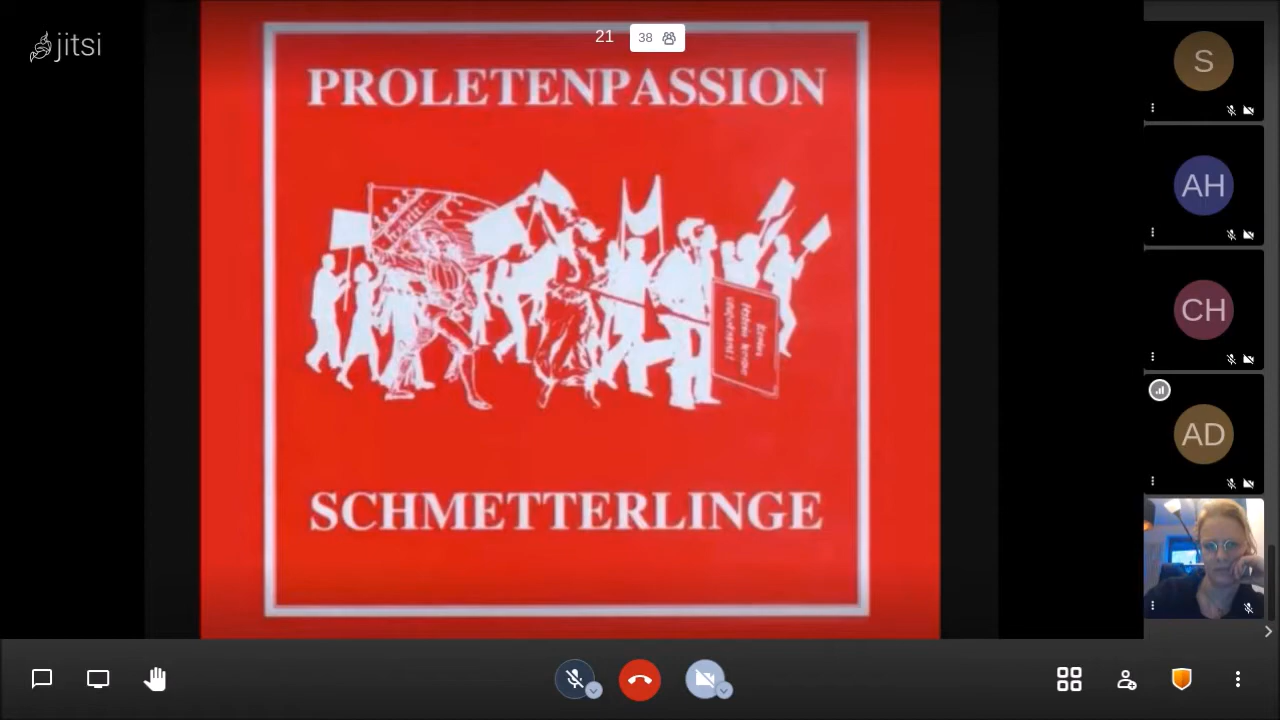 jitsi
21
38
PROLETENPASSION
SCHMETTERLINGE
S
AH
CH
AD